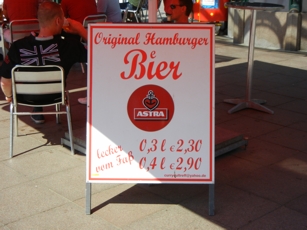 Original Hamburger
Bier
ASTRA
lecker
vom Faß
0,3 l € 2,30
0,4 l € 2,90